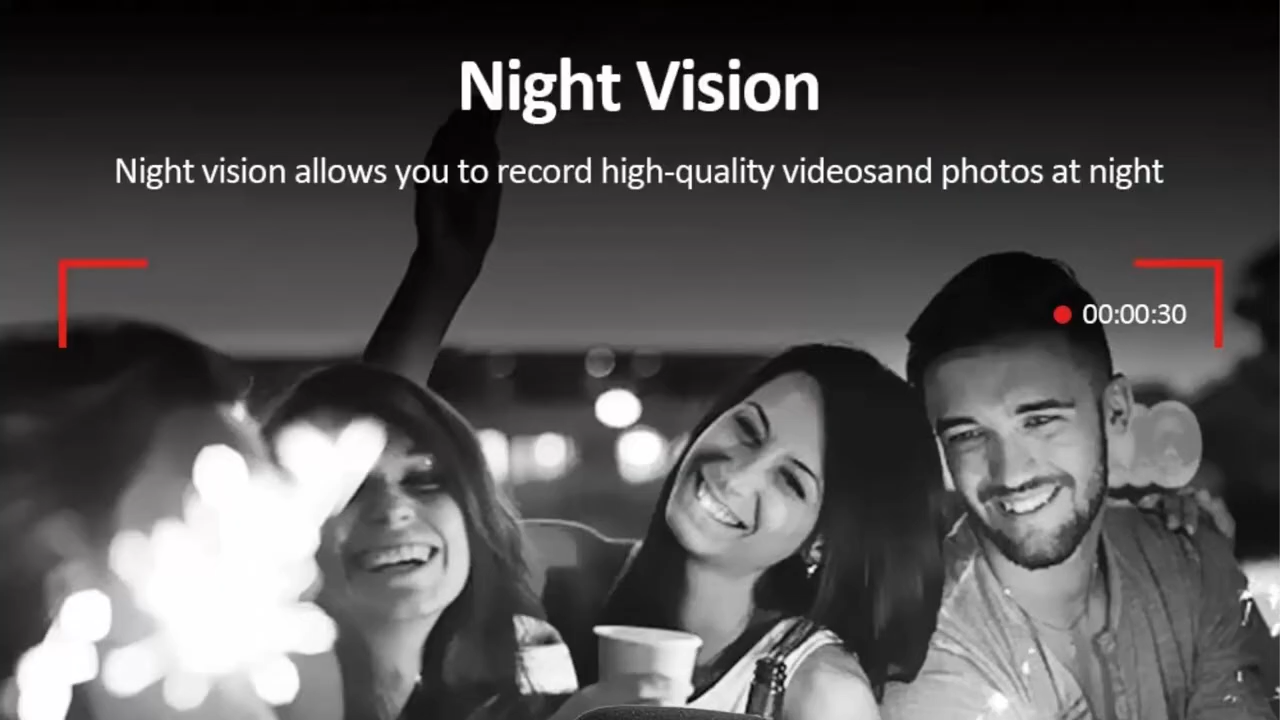 Night Vision
Night vision allows you to record high-quality videosand photos at night
00:00:30